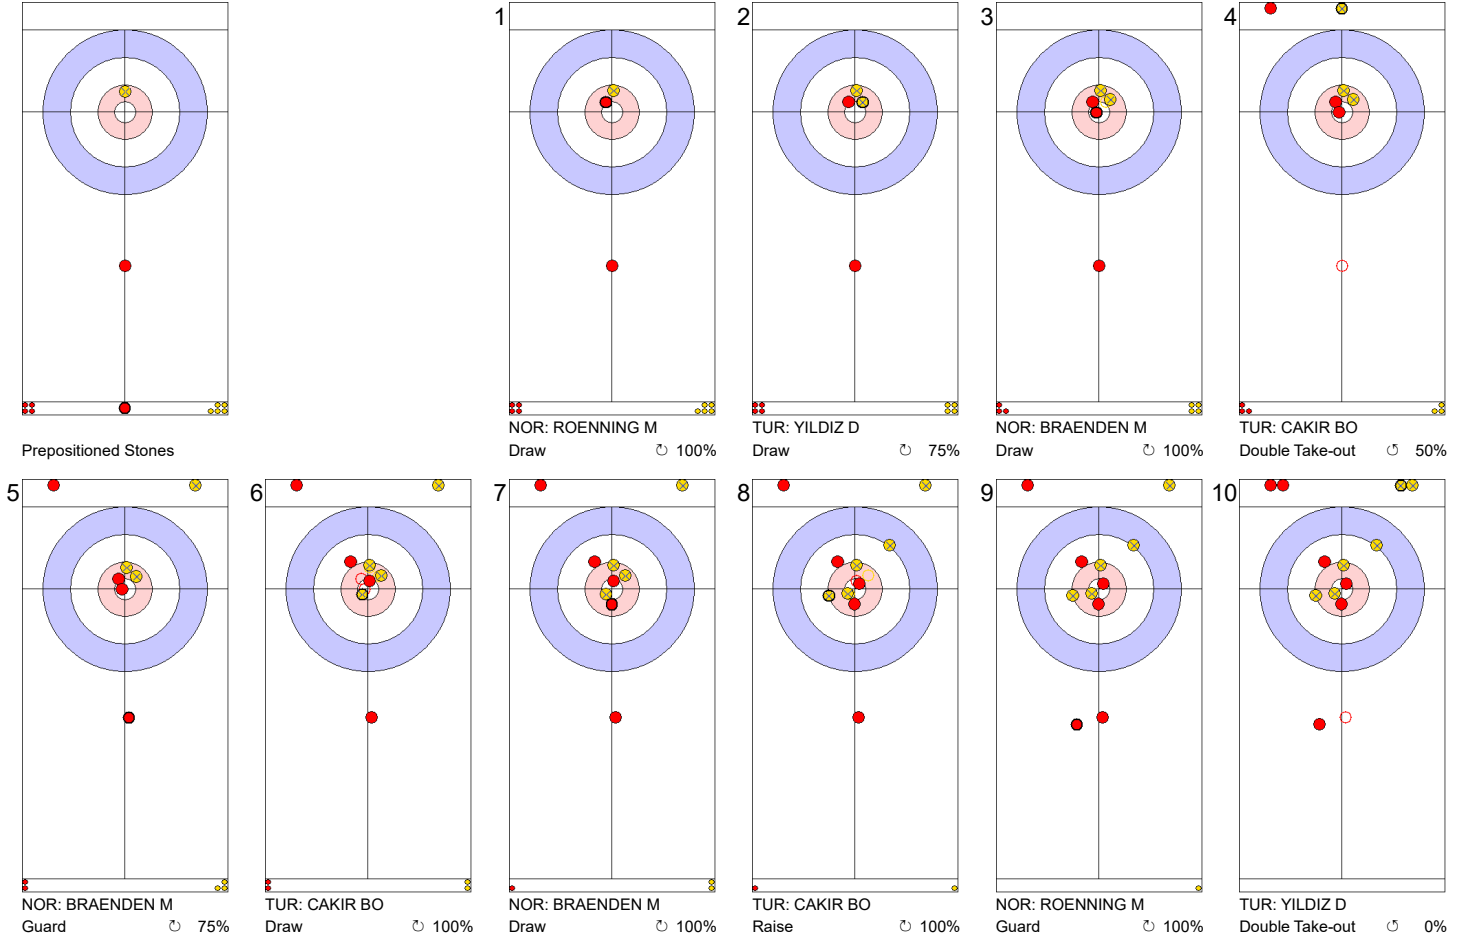 1 2 3 4
NOR: ROENNING M TUR: YILDIZ D NOR: BRAENDEN M TUR: CAKIR BO
Prepositioned Stones Draw ↻ 100% Draw ↻ 75% Draw ↻ 100% Double Take-out ↺ 50%
5 6 7 8 9 10
NOR: BRAENDEN M TUR: CAKIR BO NOR: BRAENDEN M TUR: CAKIR BO NOR: ROENNING M TUR: YILDIZ D
Guard ↻ 75% Draw ↻ 100% Draw ↻ 100% Raise ↻ 100% Guard ↻ 100% Double Take-out ↺ 0%